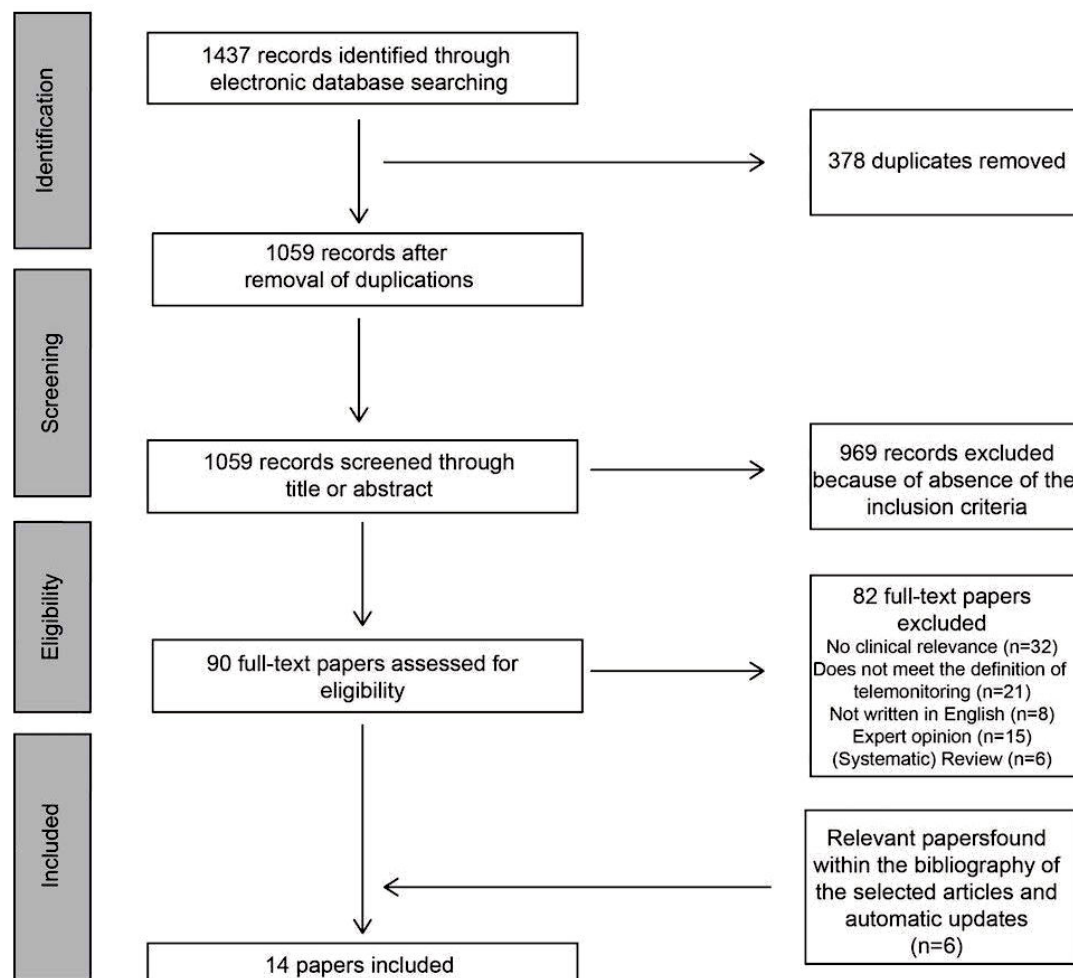 Identification
1437 records identified through
electronic database searching
378 duplicates removed
1059 records after
removal of duplications
Screening
1059 records screened through
title or abstract
969 records excluded
because of absence of the
inclusion criteria
Eligibility
90 full-text papers assessed for
eligibility
82 full-text papers
excluded
No clinical relevance (n=32)
Does not meet the definition of
telemonitoring (n=21)
Not written in English (n=8)
Expert opinion (n=15)
(Systematic) Review (n=6)
Included
Relevant papersfound
within the bibliography of
the selected articles and
automatic updates
(n=6)
14 papers included